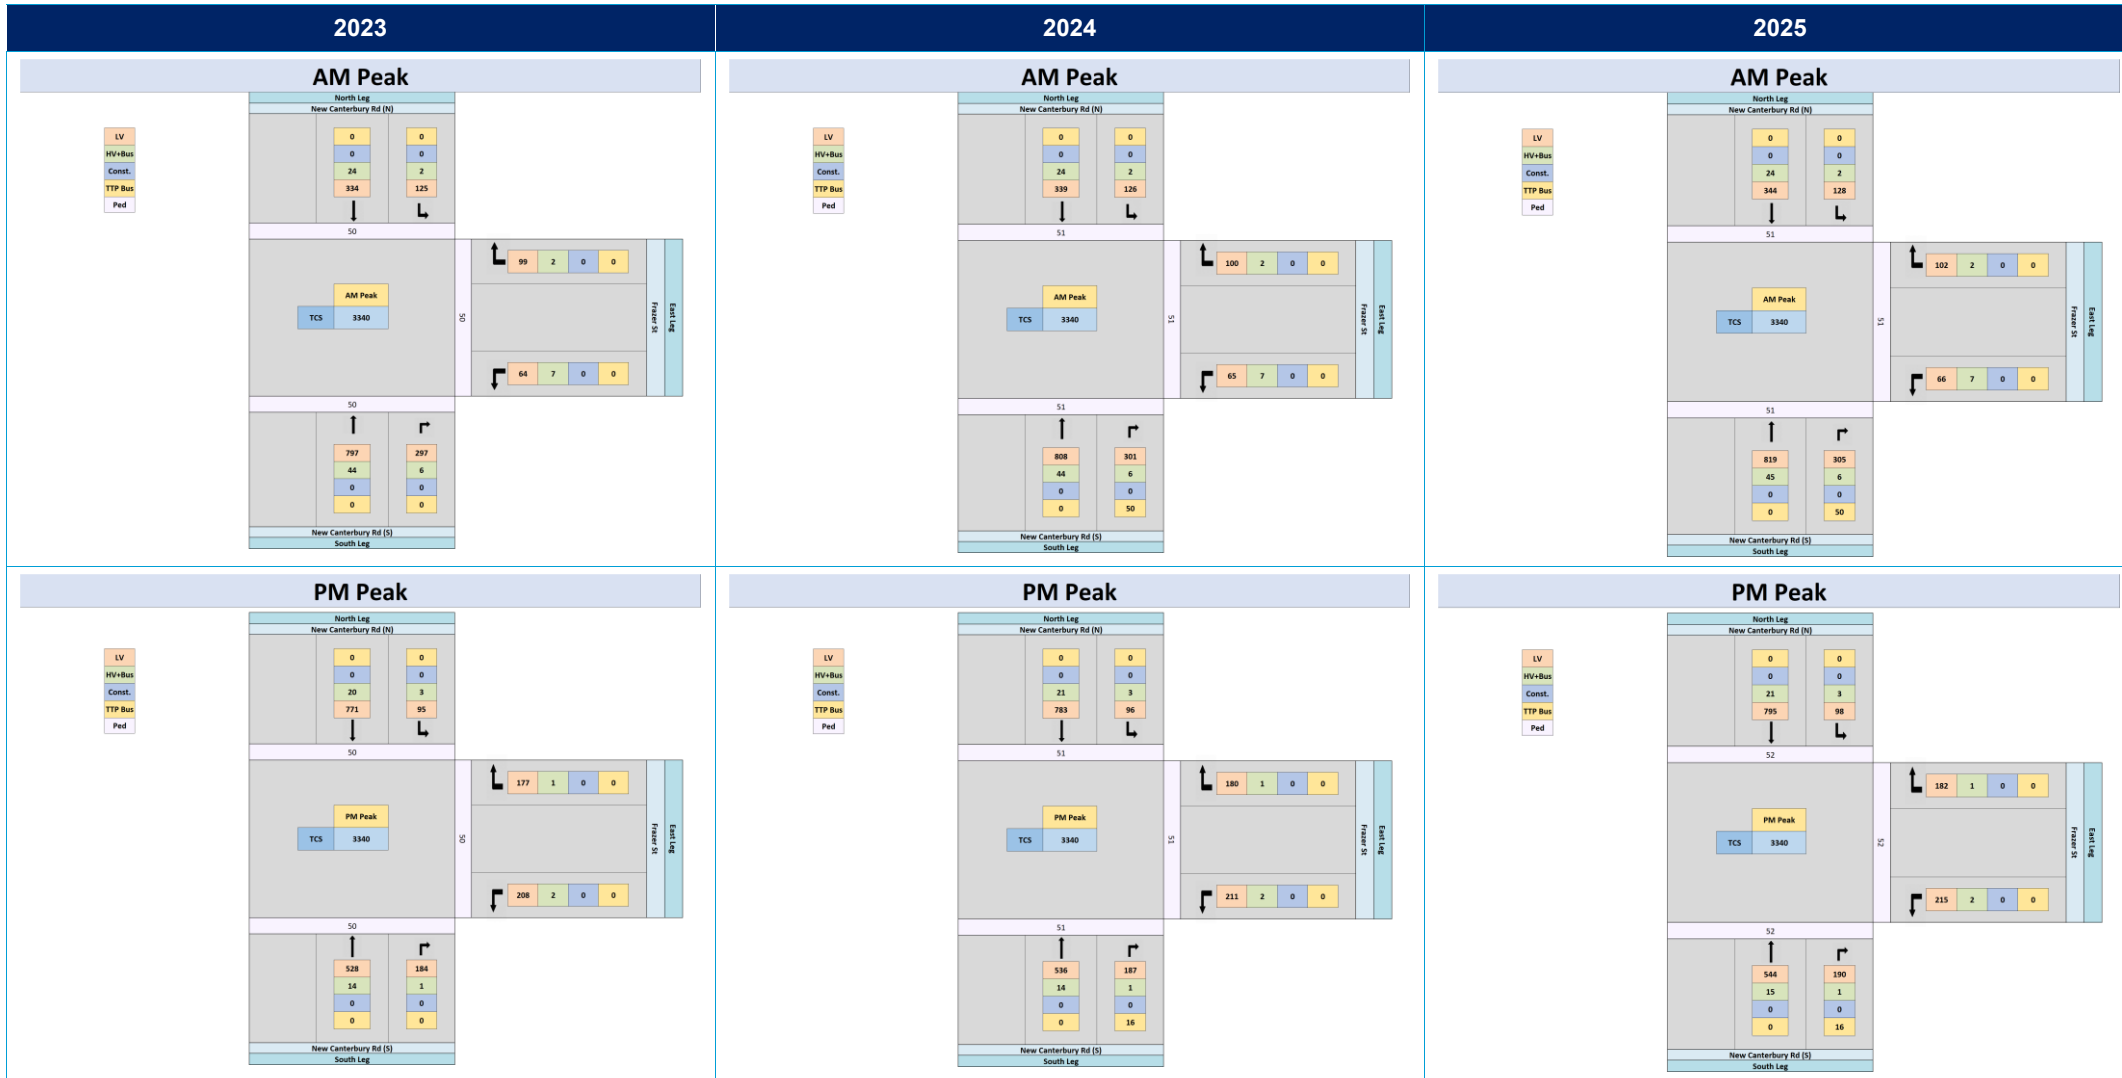 2023
2024
2025
AM Peak
North Leg
New Canterbury Rd (N)
LV
HV+Bus
Const.
TTP Bus
Ped
0 0
0 0
24 2
334 125
50
99 2 0 0
AM Peak
TCS 3340
50
Frazer St
East Leg
64 7 0 0
50
797 297
44 6
0 0
0 0
New Canterbury Rd (S)
South Leg
AM Peak
North Leg
New Canterbury Rd (N)
LV
HV+Bus
Const.
TTP Bus
Ped
0 0
0 0
24 2
339 126
51
100 2 0 0
AM Peak
TCS 3340
51
Frazer St
East Leg
65 7 0 0
51
808 301
44 6
0 0
0 50
New Canterbury Rd (S)
South Leg
AM Peak
North Leg
New Canterbury Rd (N)
LV
HV+Bus
Const.
TTP Bus
Ped
0 0
0 0
24 2
344 128
51
102 2 0 0
AM Peak
TCS 3340
51
Frazer St
East Leg
66 7 0 0
51
819 305
45 6
0 0
0 50
New Canterbury Rd (S)
South Leg
PM Peak
North Leg
New Canterbury Rd (N)
LV
HV+Bus
Const.
TTP Bus
Ped
0 0
0 0
20 3
771 95
50
177 1 0 0
PM Peak
TCS 3340
50
Frazer St
East Leg
208 2 0 0
50
528 184
14 1
0 0
0 0
New Canterbury Rd (S)
South Leg
PM Peak
North Leg
New Canterbury Rd (N)
LV
HV+Bus
Const.
TTP Bus
Ped
0 0
0 0
21 3
783 96
51
180 1 0 0
PM Peak
TCS 3340
51
Frazer St
East Leg
211 2 0 0
51
536 187
14 1
0 0
0 16
New Canterbury Rd (S)
South Leg
PM Peak
North Leg
New Canterbury Rd (N)
LV
HV+Bus
Const.
TTP Bus
Ped
0 0
0 0
21 3
795 98
52
182 1 0 0
PM Peak
TCS 3340
52
Frazer St
East Leg
215 2 0 0
52
544 190
15 1
0 0
0 16
New Canterbury Rd (S)
South Leg